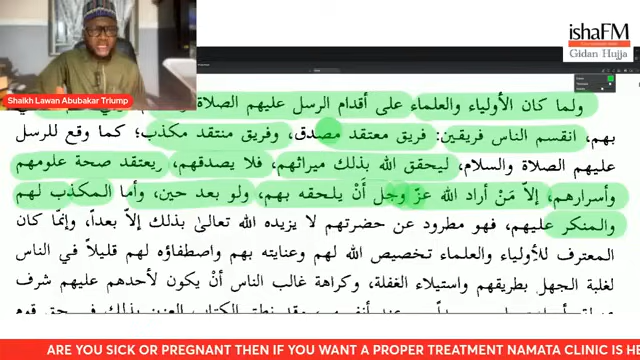 ishaFM
Gidan Hujja
Shaikh Lawan Abubakar Triump
ولما كان الأولياء والعلماء على أقدام الرسل عليهم الصلاة
بهم، انقسم الناس فريقين: فريق معتقد مصدق، وفريق منتقد مكذب؛ كما وقع للرسل
عليهم الصلاة والسلام، ليحقق الله بذلك ميراثهم، فلا يصدقهم، ويعتقد صحة علومهم
وأسرارهم، إلا مَنْ أراد الله عزّ وجل أَنْ يلحقه بهم، ولو بعد حين، وأما المكذب لهم
والمنكر عليهم، فهو مطرود عن حضرتهم لا يزيده الله تعالىٰ بذلك إلا بعداً، وإنما كان
المعترف للأولياء والعلماء تخصيص الله لهم وعنايته بهم واصطفاؤه لهم قليلاً في الناس
لغلبة الجهل بطريقهم واستيلاء الغفلة، وكراهة غالب الناس أَنْ يكون لأحدهم عليهم شرف
ARE YOU SICK OR PREGNANT THEN IF YOU WANT A PROPER TREATMENT NAMATA CLINIC IS HE